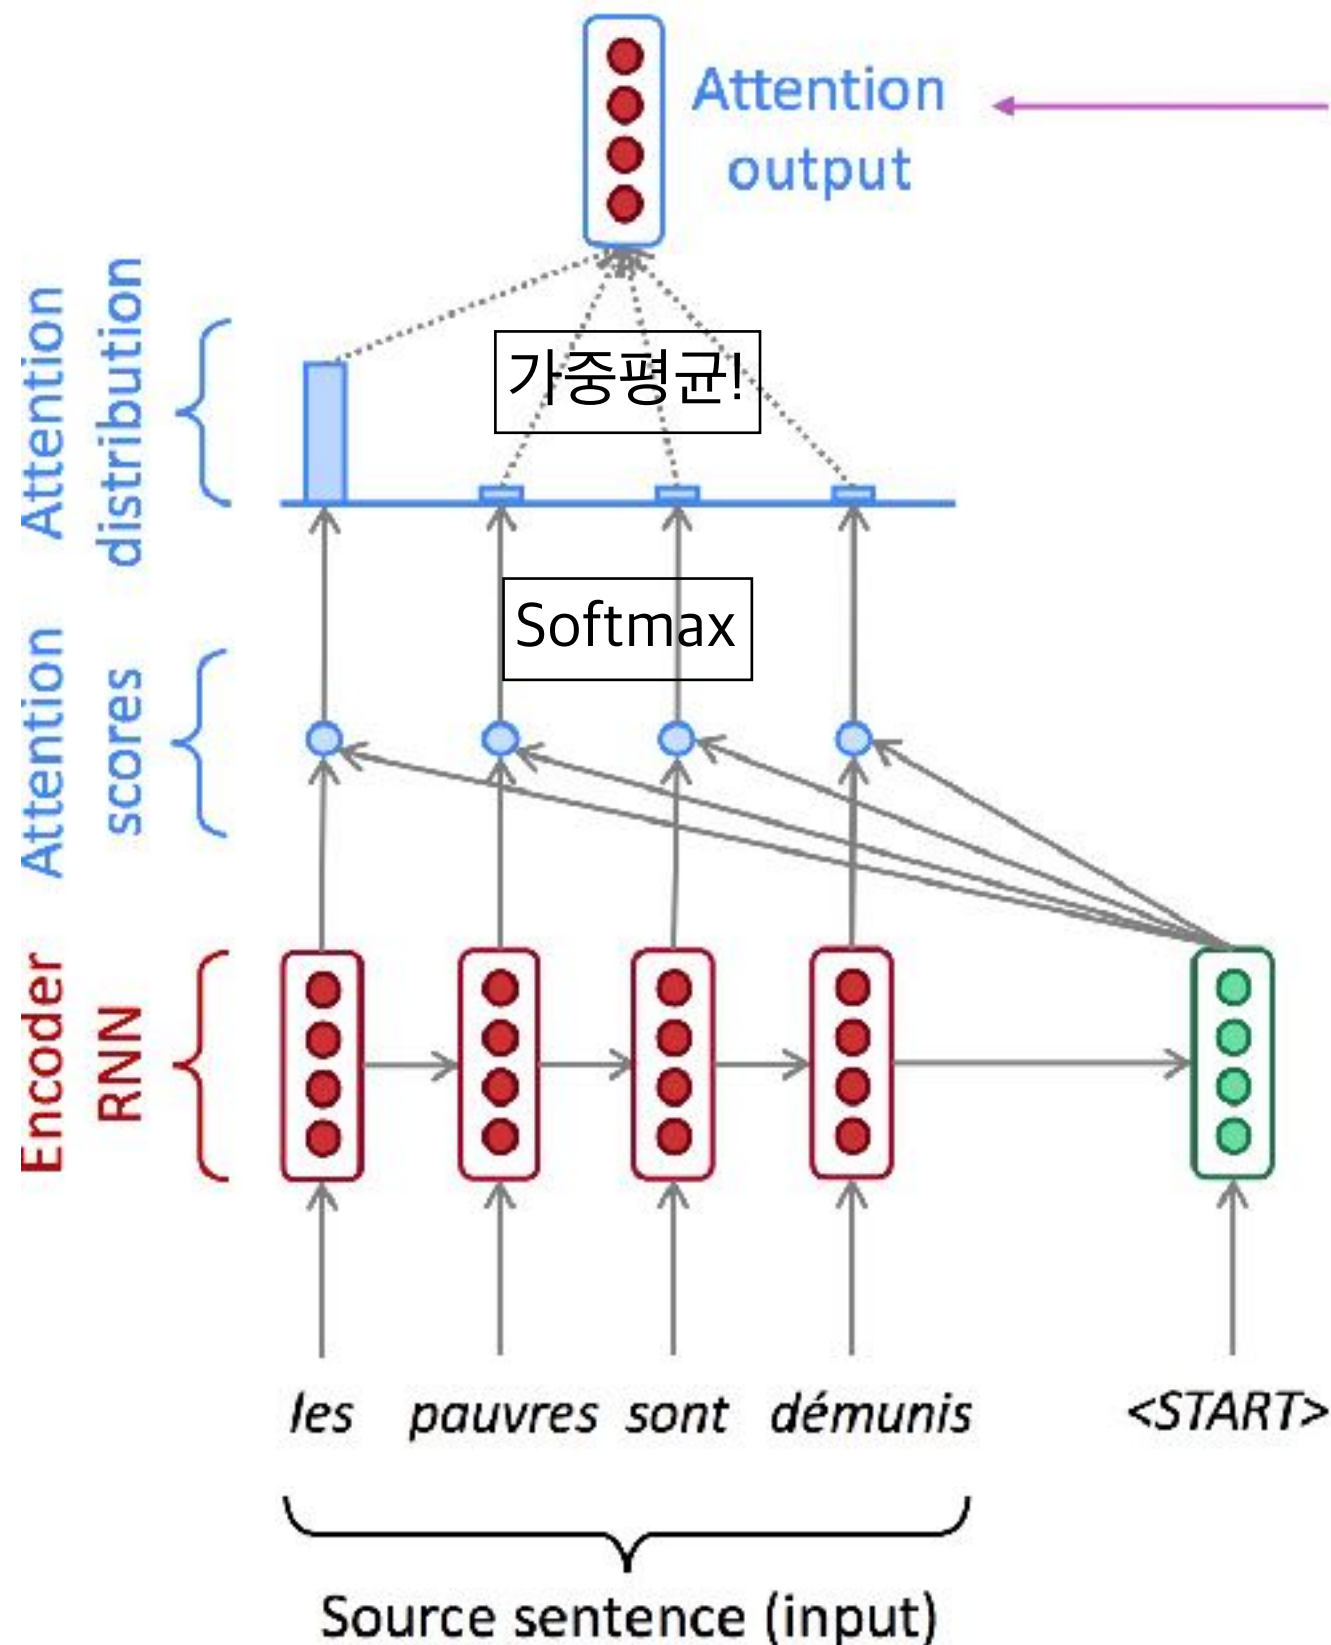 Attention
output
Attention
distribution
가중평균!
Softmax
Attention
scores
Encoder
RNN
les pauvres sont démunis <START>
Source sentence (input)